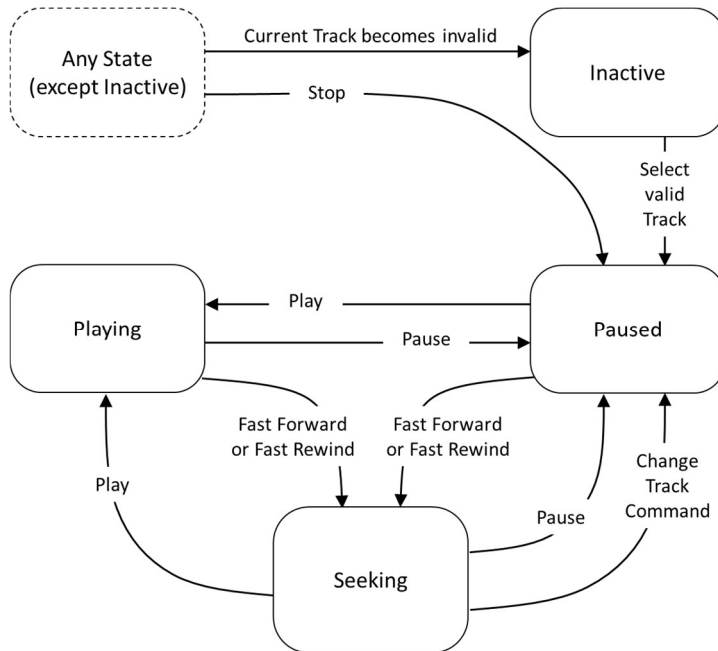 Any State
(except Inactive)
Current Track becomes invalid
Inactive
Stop
Select
valid
Track
Playing
Play
Pause
Paused
Fast Forward
or Fast Rewind
Fast Forward
or Fast Rewind
Play
Pause
Change
Track
Command
Seeking